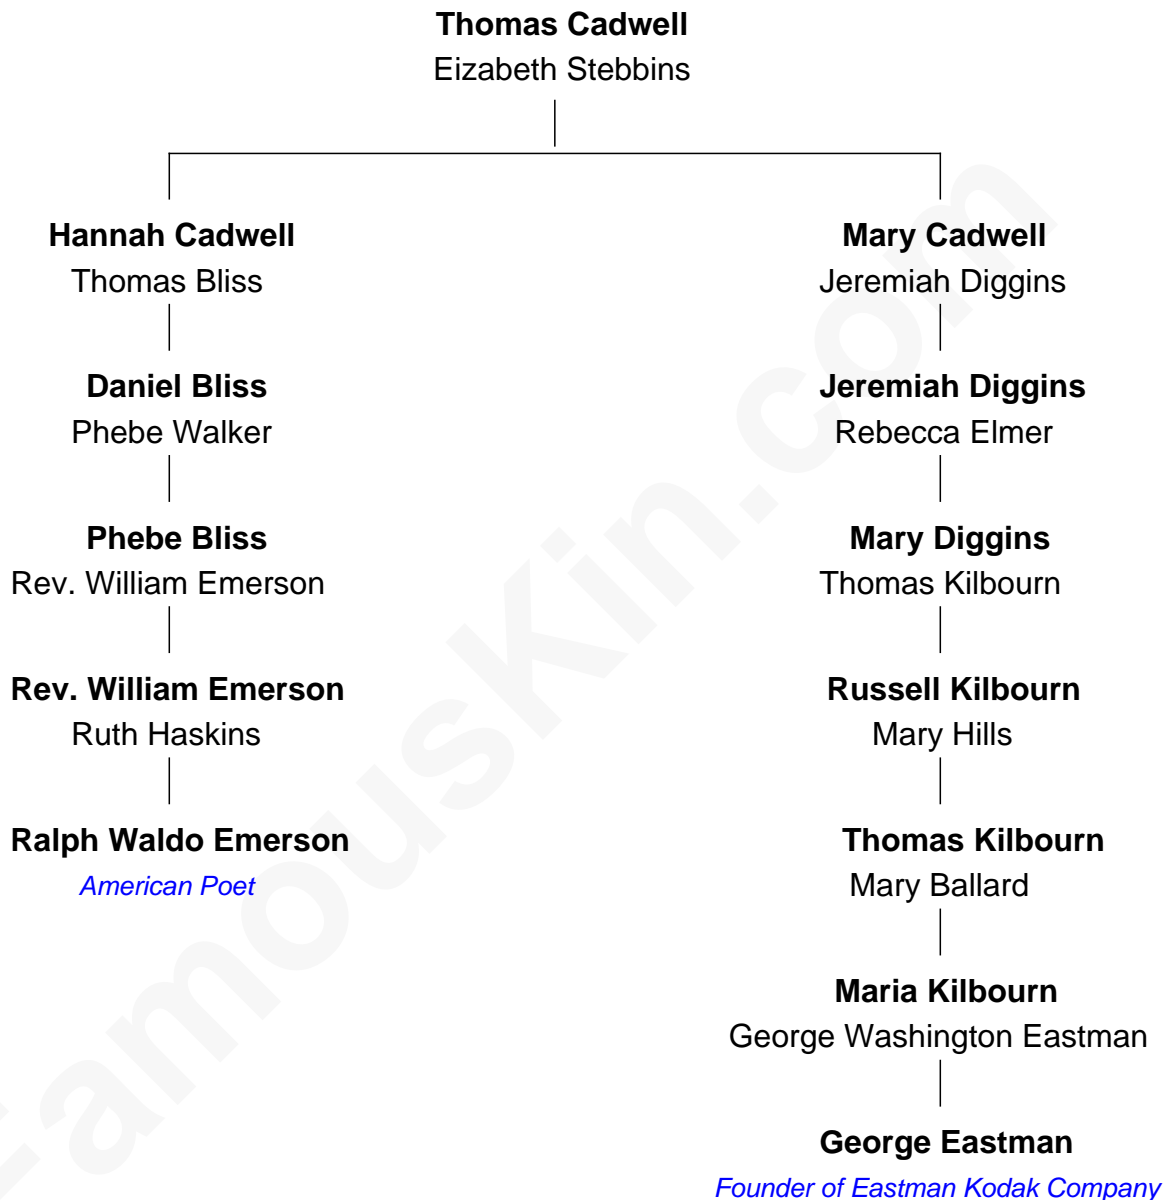 Thomas Cadwell
Eizabeth Stebbins
Hannah Cadwell
Thomas Bliss
Daniel Bliss
Phebe Walker
Phebe Bliss
Rev. William Emerson
Rev. William Emerson
Ruth Haskins
Ralph Waldo Emerson
American Poet
Mary Cadwell
Jeremiah Diggins
Jeremiah Diggins
Rebecca Elmer
Mary Diggins
Thomas Kilbourn
Russell Kilbourn
Mary Hills
Thomas Kilbourn
Mary Ballard
Maria Kilbourn
George Washington Eastman
George Eastman
Founder of Eastman Kodak Company
FamousKin.com